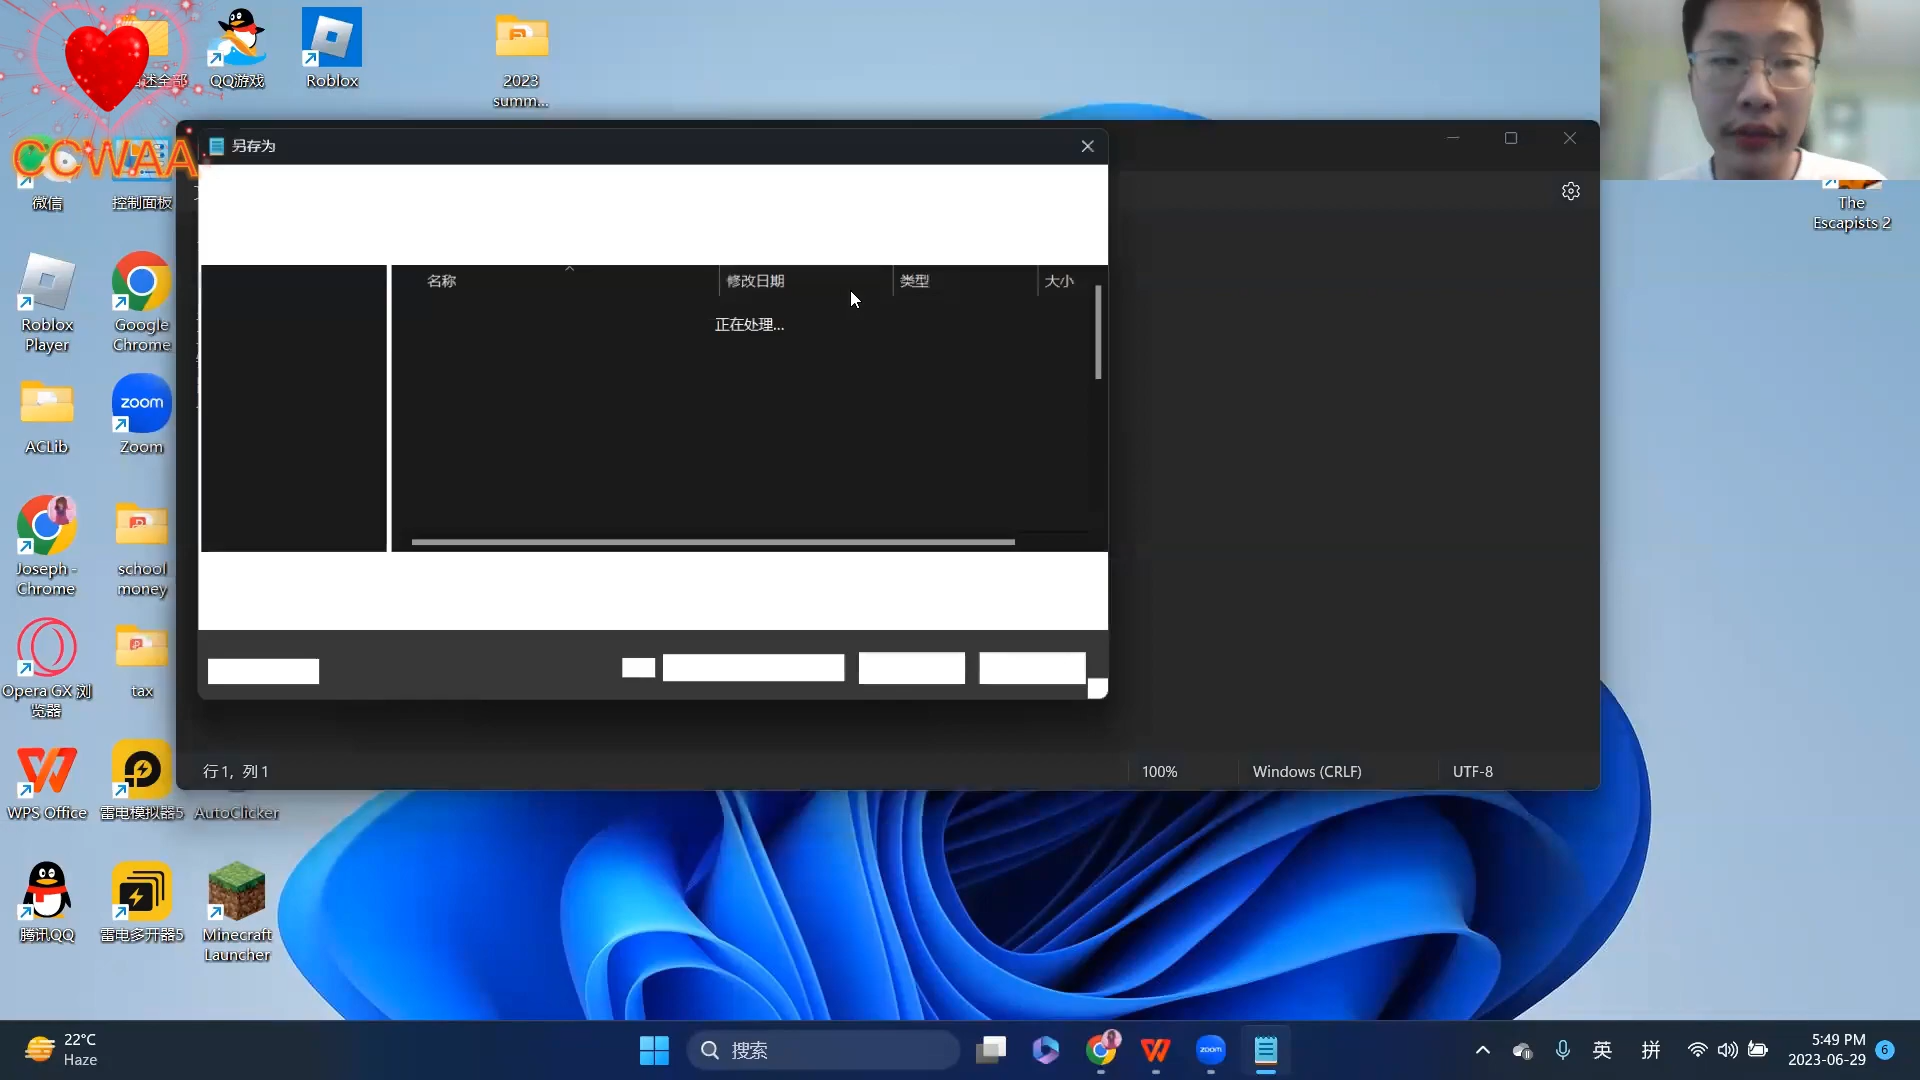 QQ游戏
Roblox
2023
summ...
CCWAA
另存为
微信
控制面板
The
Escapists 2
名称
修改日期
类型
大小
正在处理...
Roblox
Player
Google
Chrome
ACLib
zoom
Zoom
Joseph -
Chrome
school
money
Opera GX 浏
览器
tax
行 1，列 1
100%
Windows (CRLF)
UTF-8
WPS Office
雷电模拟器5
AutoClicker
腾讯QQ
雷电多开器5
Minecraft
Launcher
22°C
Haze
搜索
zoom
英
拼
5:49 PM
2023-06-29
6